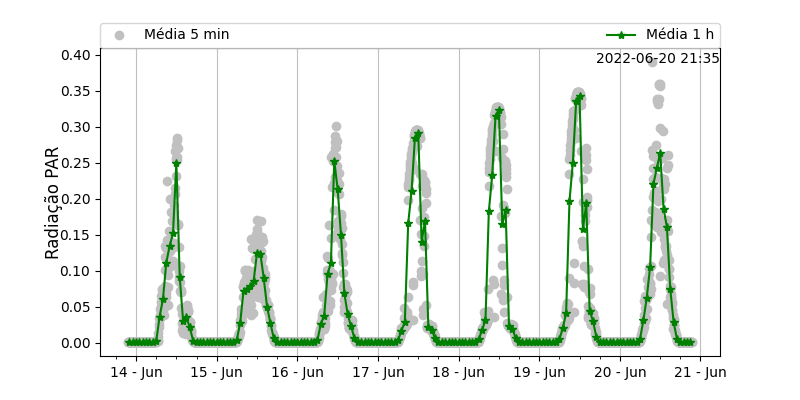 Média 5 min
Média 1 h
2022-06-20 21:35
Radiação PAR
0.40
0.35
0.30
0.25
0.20
0.15
0.10
0.05
0.00
14 - Jun
15 - Jun
16 - Jun
17 - Jun
18 - Jun
19 - Jun
20 - Jun
21 - Jun